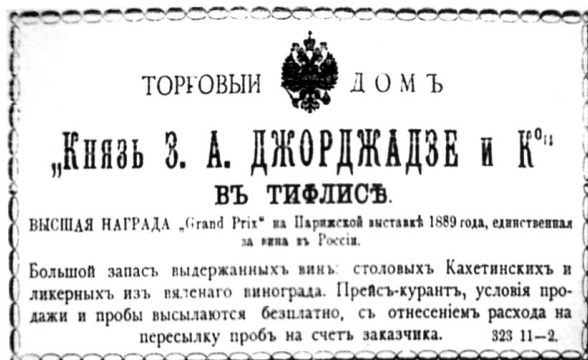 ТОРГОВЫЙ ДОМЪ
„Князь З. А. ДЖОРДЖАДЗЕ и К⁰"
ВЪ ТИФЛИСѢ.
ВЫСШАЯ НАГРАДА „Grand Prix“ на Парижской выставкѣ 1889 года, единственная
за вина въ Россіи.
Большой запасъ выдержанныхъ винъ: столовыхъ Кахетинскихъ и
ликерныхъ изъ вяленаго винограда. Прейсъ-курантъ, условія про-
дажи и пробы высылаются безплатно, съ отнесеніемъ расхода на
пересылку пробъ на счетъ заказчика. 323 11—2.